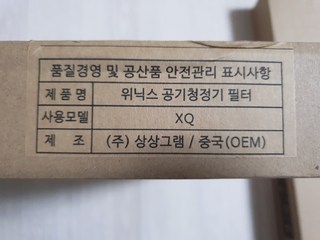 품질경영 및 공산품 안전관리 표시사항
제 품 명 위닉스 공기청정기 필터
사용모델 XQ
제 조 (주) 상상그램 / 중국(OEM)